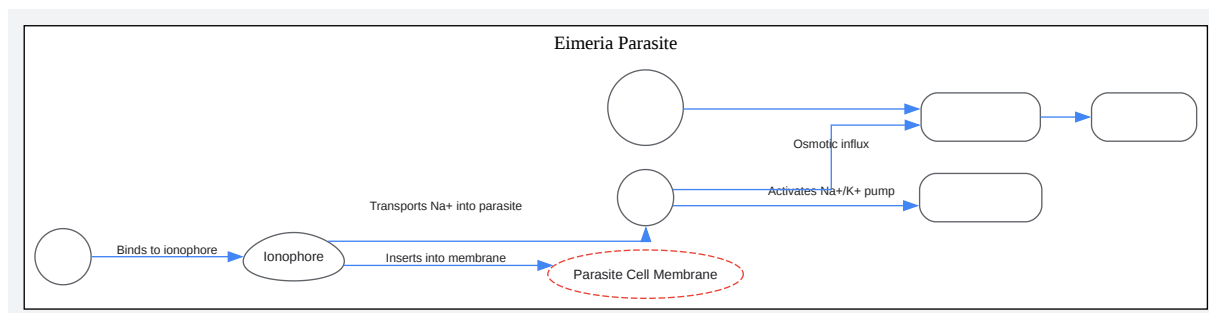 Eimeria Parasite
Osmotic influx
Activates Na+/K+ pump
Transports Na+ into parasite
Binds to ionophore
Ionophore
Inserts into membrane
Parasite Cell Membrane